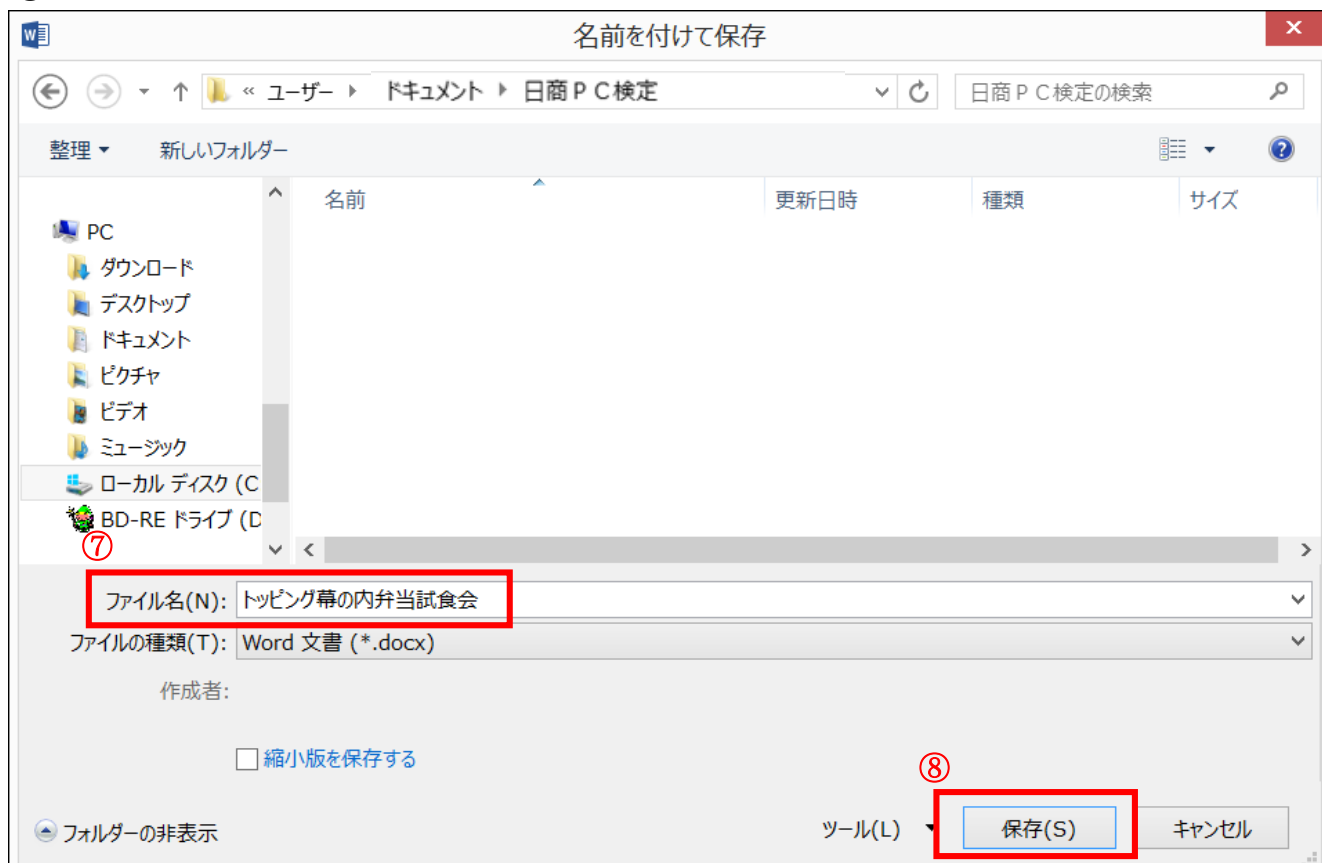 名前を付けて保存
« ユーザー ▸ ドキュメント ▸ 日商ＰＣ検定 日商ＰＣ検定の検索
整理 新しいフォルダー
名前 更新日時 種類 サイズ
PC
ダウンロード
デスクトップ
ドキュメント
ピクチャ
ビデオ
ミュージック
ローカル ディスク (C
BD-RE ドライブ (D
⑦
ファイル名(N): トッピング幕の内弁当試食会
ファイルの種類(T): Word 文書 (*.docx)
作成者:
縮小版を保存する
⑧
フォルダーの非表示 ツール(L) 保存(S) キャンセル